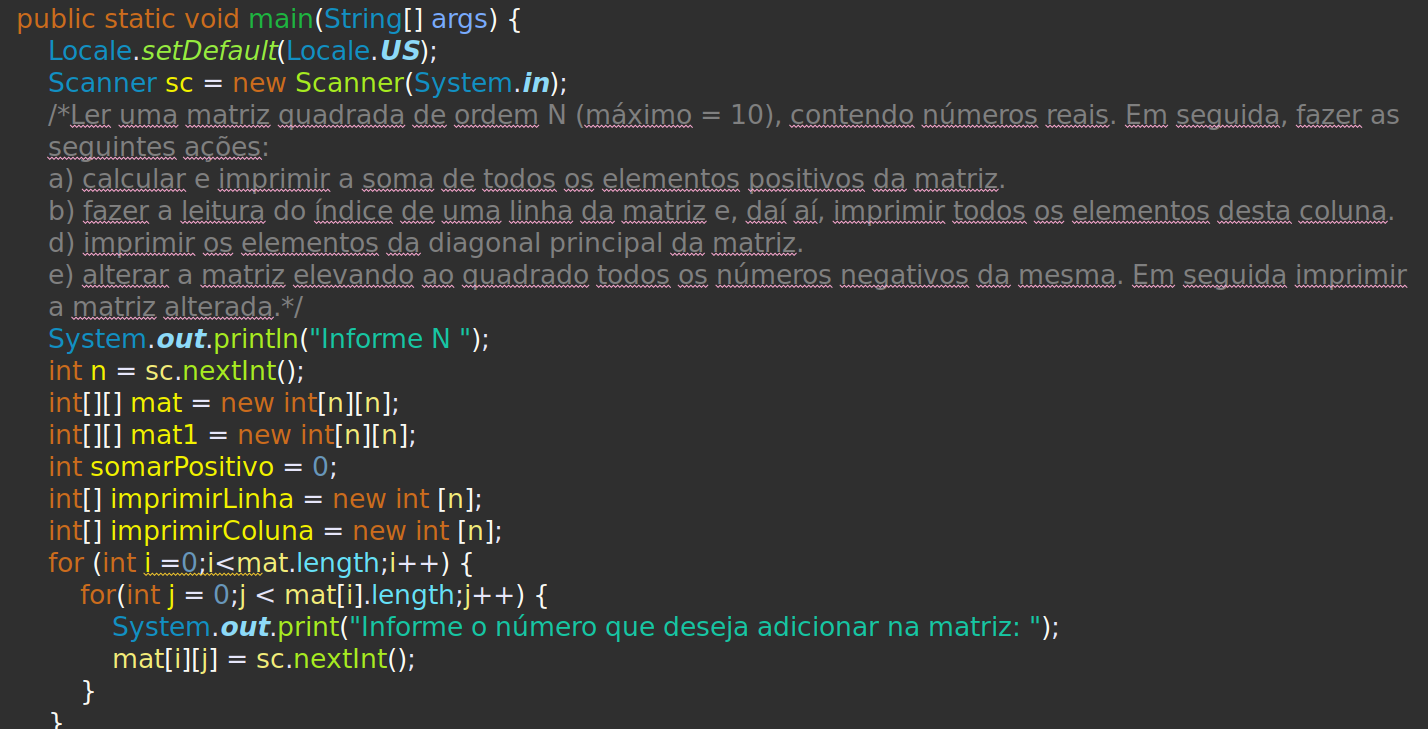 public static void main(String[] args) {
Locale.setDefault(Locale.US);
Scanner sc = new Scanner(System.in);
/*Ler uma matriz quadrada de ordem N (máximo = 10), contendo números reais. Em seguida, fazer as
seguintes ações:
a) calcular e imprimir a soma de todos os elementos positivos da matriz.
b) fazer a leitura do índice de uma linha da matriz e, daí aí, imprimir todos os elementos desta coluna.
d) imprimir os elementos da diagonal principal da matriz.
e) alterar a matriz elevando ao quadrado todos os números negativos da mesma. Em seguida imprimir
a matriz alterada.*/
System.out.println("Informe N ");
int n = sc.nextInt();
int[][] mat = new int[n][n];
int[][] mat1 = new int[n][n];
int somarPositivo = 0;
int[] imprimirLinha = new int [n];
int[] imprimirColuna = new int [n];
for (int i =0;i<mat.length;i++) {
for(int j = 0;j < mat[i].length;j++) {
System.out.print("Informe o número que deseja adicionar na matriz: ");
mat[i][j] = sc.nextInt();
}
}